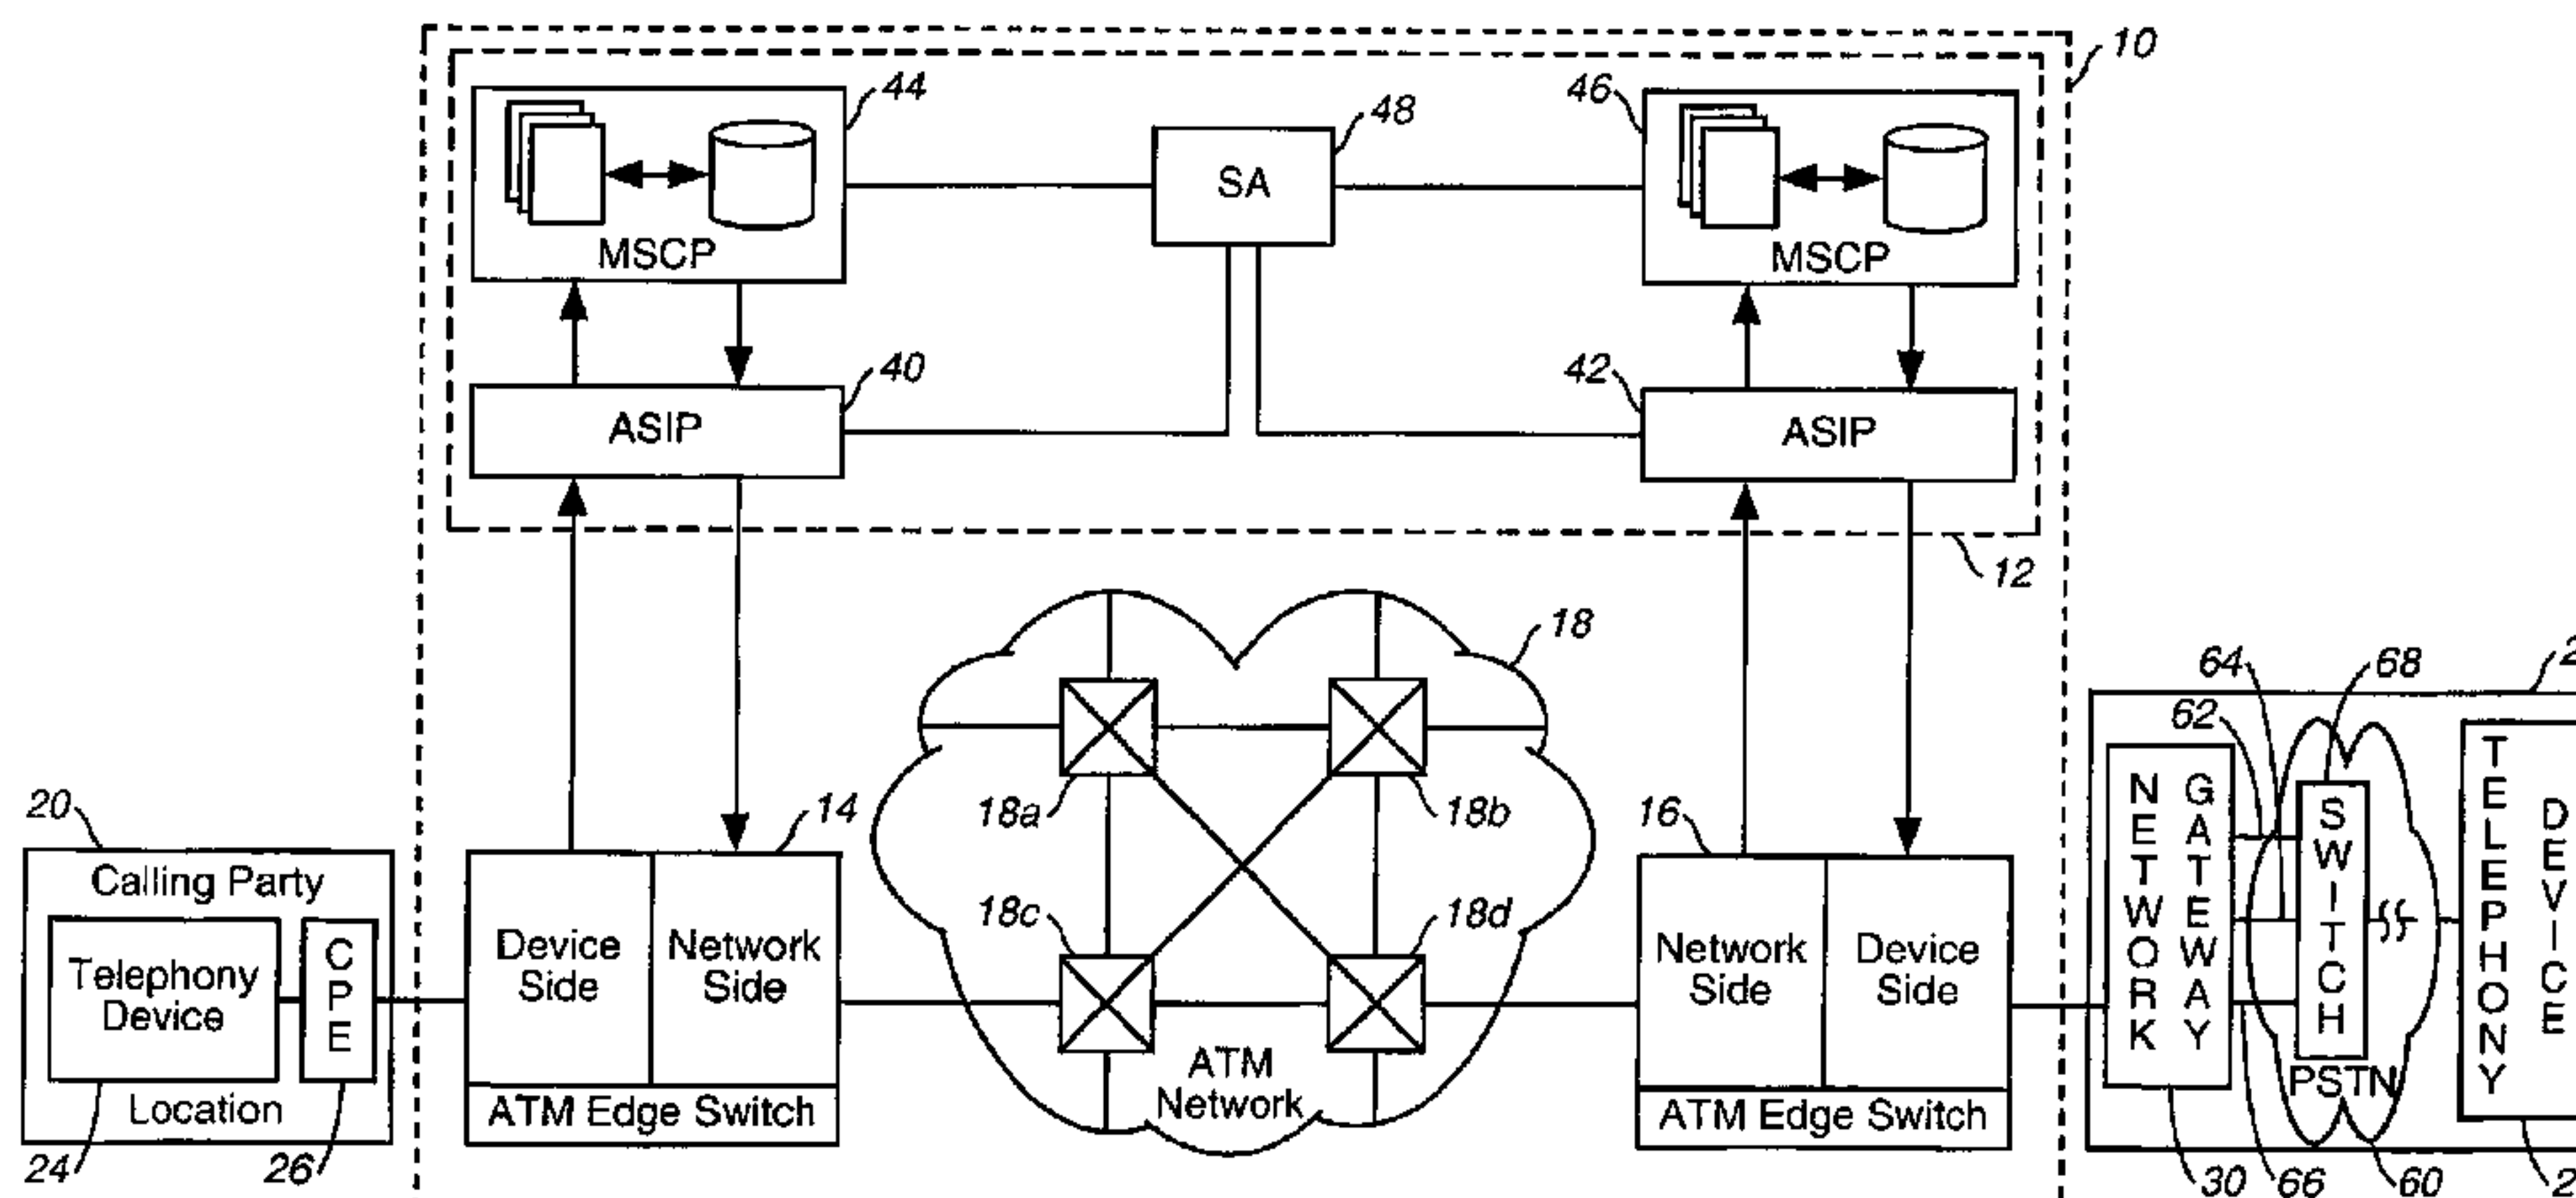 10
44
46
48
SA
MSCP
MSCP
40
42
ASIP
ASIP
12
18
64
68
62
20
14
18a
18b
16
Calling Party
Telephony
Device
CPE
Location
24
26
Device
Side
Network
Side
ATM Edge Switch
18c
18d
ATM
Network
Network
Side
Device
Side
ATM Edge Switch
NETWORK
GATEWAY
SWITCH
PSTN
TELEPHONY
DEVICE
30
66
60